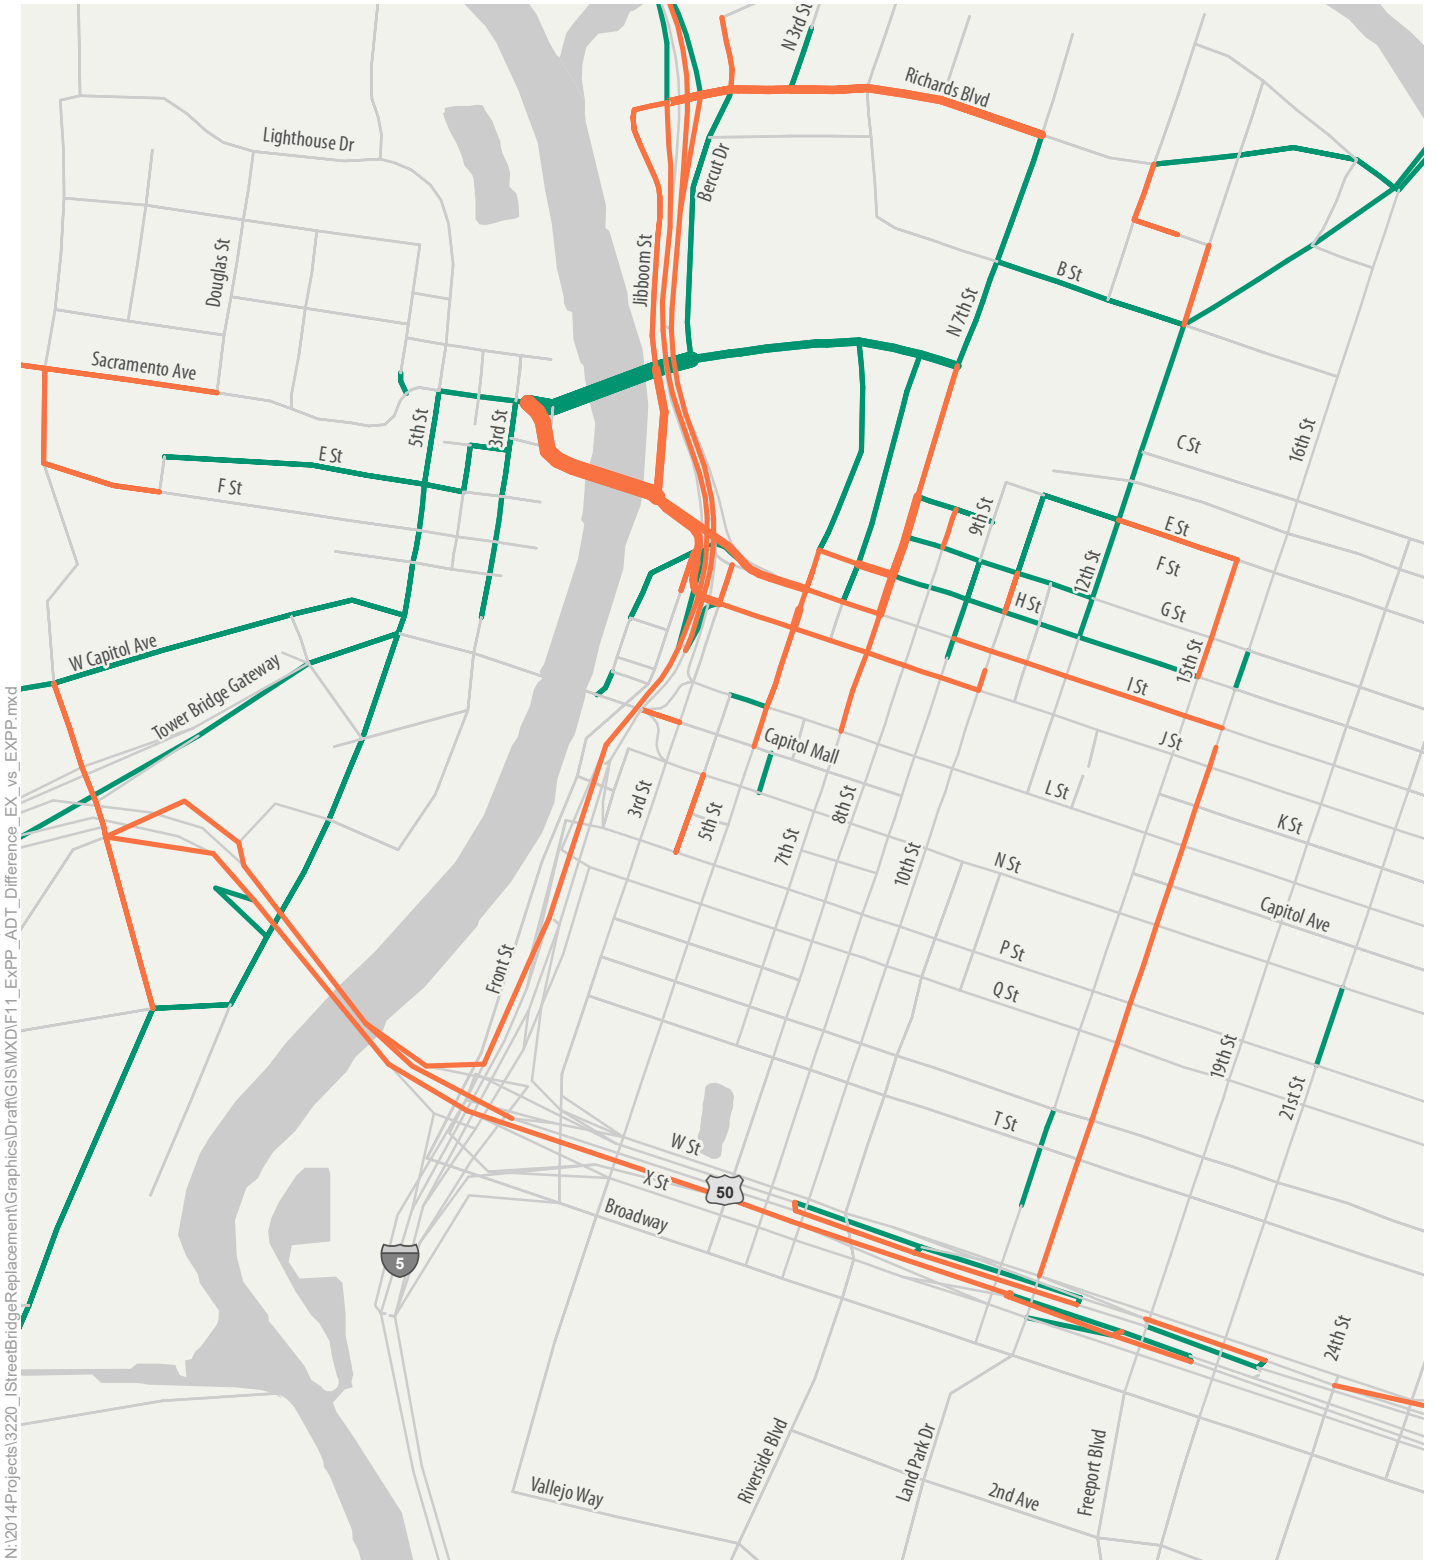 N 3rd St
Richards Blvd
Lighthouse Dr
Bercut Dr
Jibboom St
Douglas St
B St
N 7th St
Sacramento Ave
5th St
3rd St
E St
F St
C St
16th St
9th St
E St
F St
12th St
G St
H St
15th St
I St
J St
W Capitol Ave
Tower Bridge Gateway
Capitol Mall
3rd St
5th St
7th St
8th St
10th St
L St
K St
N St
Capitol Ave
P St
Q St
Front St
19th St
21st St
T St
W St
X St
50
Broadway
5
24th St
Riverside Blvd
Land Park Dr
Freeport Blvd
Vallejo Way
2nd Ave
N:\2014Projects\3220_IStreetBridgeReplacement\Graphics\Draft\GIS\MXD\F11_ExPP_ADT_Difference_EX_vs_EXPP.mxd